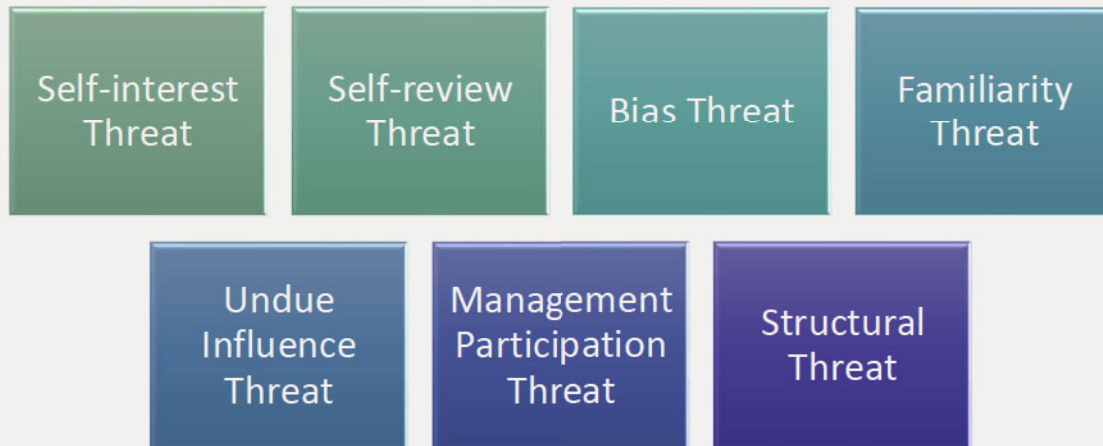 Self-interest
Threat
Self-review
Threat
Bias Threat
Familiarity
Threat
Undue
Influence
Threat
Management
Participation
Threat
Structural
Threat